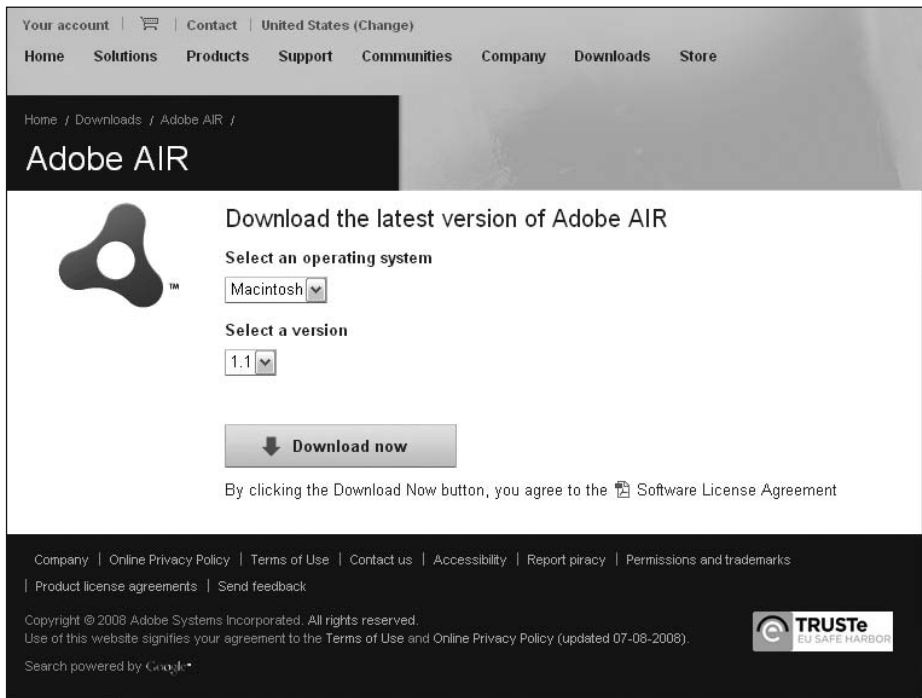 Your account | Contact | United States (Change)
Home Solutions Products Support Communities Company Downloads Store
Home / Downloads / Adobe AIR /
Adobe AIR
Download the latest version of Adobe AIR
Select an operating system
Macintosh
™
Select a version
1.1
Download now
By clicking the Download Now button, you agree to the Software License Agreement
Company | Online Privacy Policy | Terms of Use | Contact us | Accessibility | Report piracy | Permissions and trademarks
| Product license agreements | Send feedback
Copyright © 2008 Adobe Systems Incorporated. All rights reserved.
Use of this website signifies your agreement to the Terms of Use and Online Privacy Policy (updated 07-08-2008).
Search powered by Google™
TRUSTe
EU SAFE HARBOR